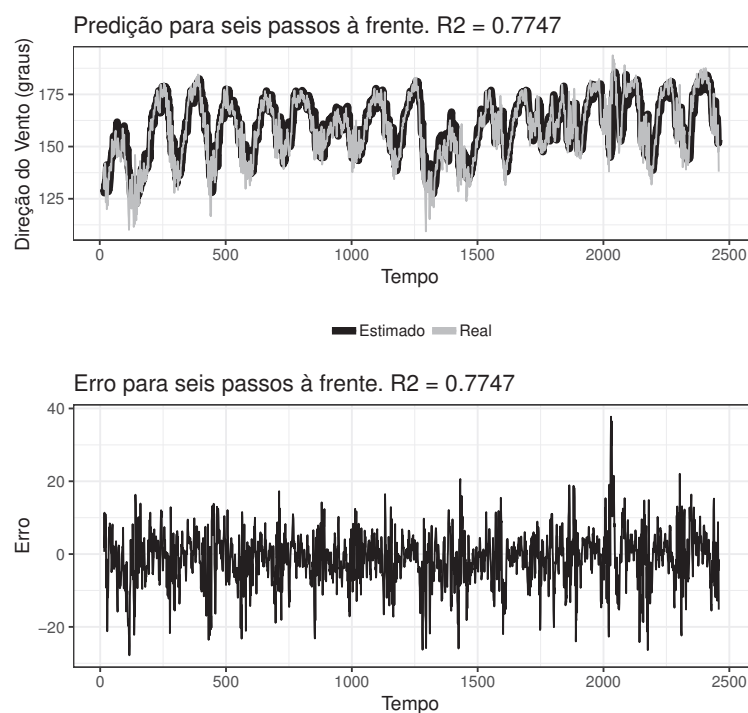 Predição para seis passos à frente. R2 = 0.7747
Direção do Vento (graus)
175
150
125
0 500 1000 1500 2000 2500
Tempo
Estimado Real
Erro para seis passos à frente. R2 = 0.7747
Erro
40
20
0
−20
0 500 1000 1500 2000 2500
Tempo